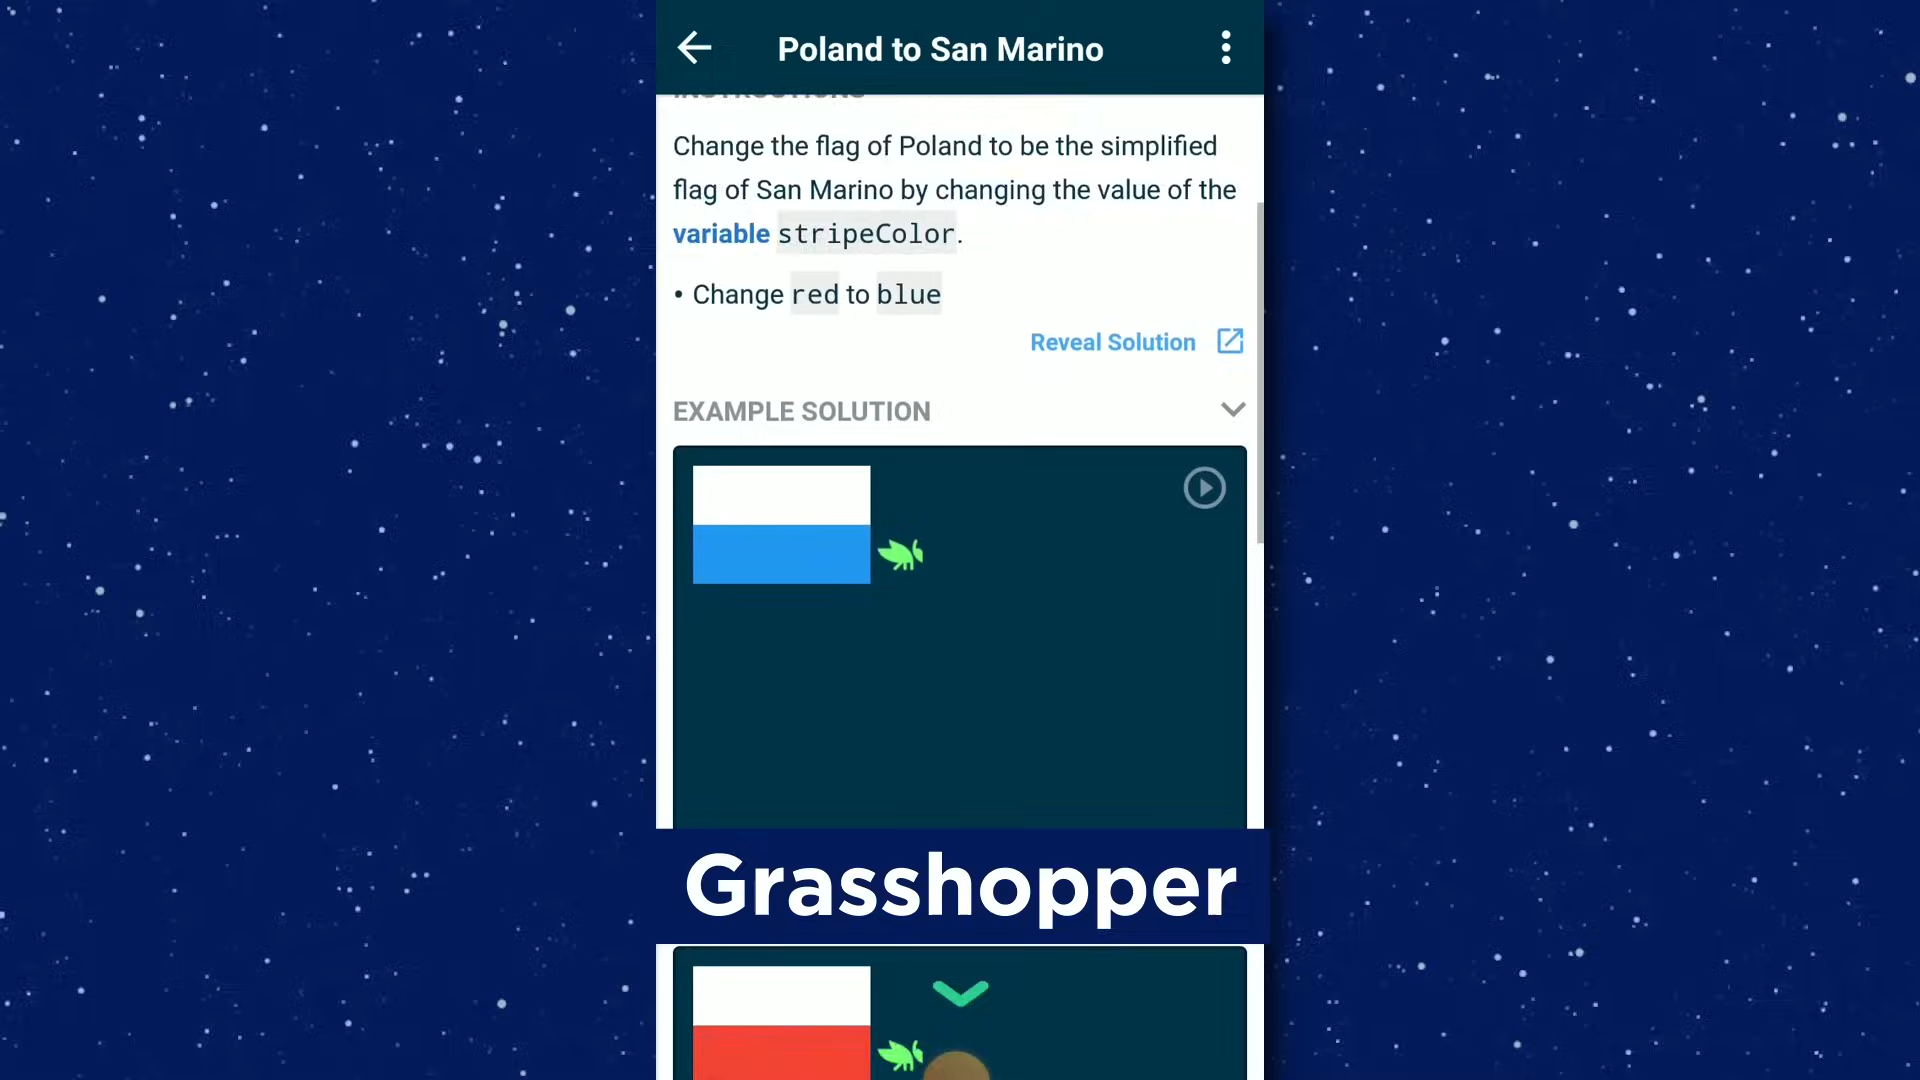 Poland to San Marino
INSTRUCTIONS
Change the flag of Poland to be the simplified
flag of San Marino by changing the value of the
variable stripeColor.
• Change red to blue
Reveal Solution
EXAMPLE SOLUTION
Grasshopper